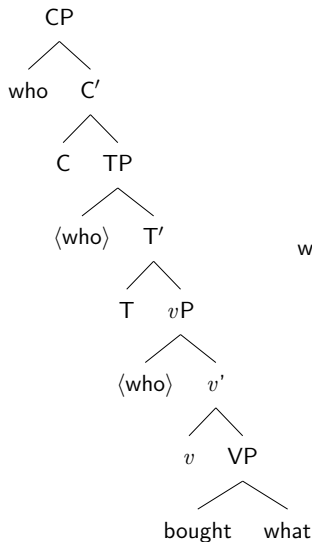 CP
who C′
C TP
⟨who⟩ T′
w
T vP
⟨who⟩ v'
v VP
bought what